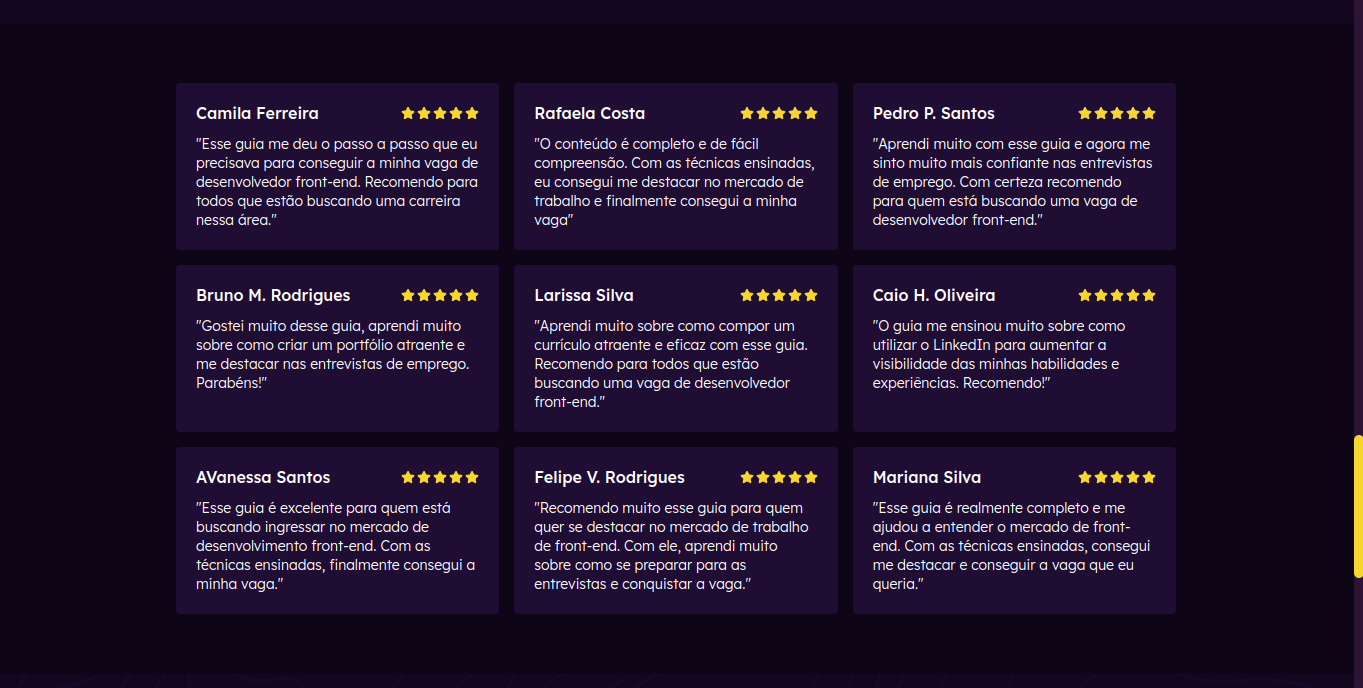 Camila Ferreira
"Esse guia me deu o passo a passo que eu
precisava para conseguir a minha vaga de
desenvolvedor front-end. Recomendo para
todos que estão buscando uma carreira
nessa área."
Rafaela Costa
"O conteúdo é completo e de fácil
compreensão. Com as técnicas ensinadas,
eu consegui me destacar no mercado de
trabalho e finalmente consegui a minha
vaga"
Pedro P. Santos
"Aprendi muito com esse guia e agora me
sinto muito mais confiante nas entrevistas
de emprego. Com certeza recomendo
para quem está buscando uma vaga de
desenvolvedor front-end."
Bruno M. Rodrigues
"Gostei muito desse guia, aprendi muito
sobre como criar um portfólio atraente e
me destacar nas entrevistas de emprego.
Parabéns!"
Larissa Silva
"Aprendi muito sobre como compor um
currículo atraente e eficaz com esse guia.
Recomendo para todos que estão
buscando uma vaga de desenvolvedor
front-end."
Caio H. Oliveira
"O guia me ensinou muito sobre como
utilizar o LinkedIn para aumentar a
visibilidade das minhas habilidades e
experiências. Recomendo!"
AVanessa Santos
"Esse guia é excelente para quem está
buscando ingressar no mercado de
desenvolvimento front-end. Com as
técnicas ensinadas, finalmente consegui a
minha vaga."
Felipe V. Rodrigues
"Recomendo muito esse guia para quem
quer se destacar no mercado de trabalho
de front-end. Com ele, aprendi muito
sobre como se preparar para as
entrevistas e conquistar a vaga."
Mariana Silva
"Esse guia é realmente completo e me
ajudou a entender o mercado de front-
end. Com as técnicas ensinadas, consegui
me destacar e conseguir a vaga que eu
queria."